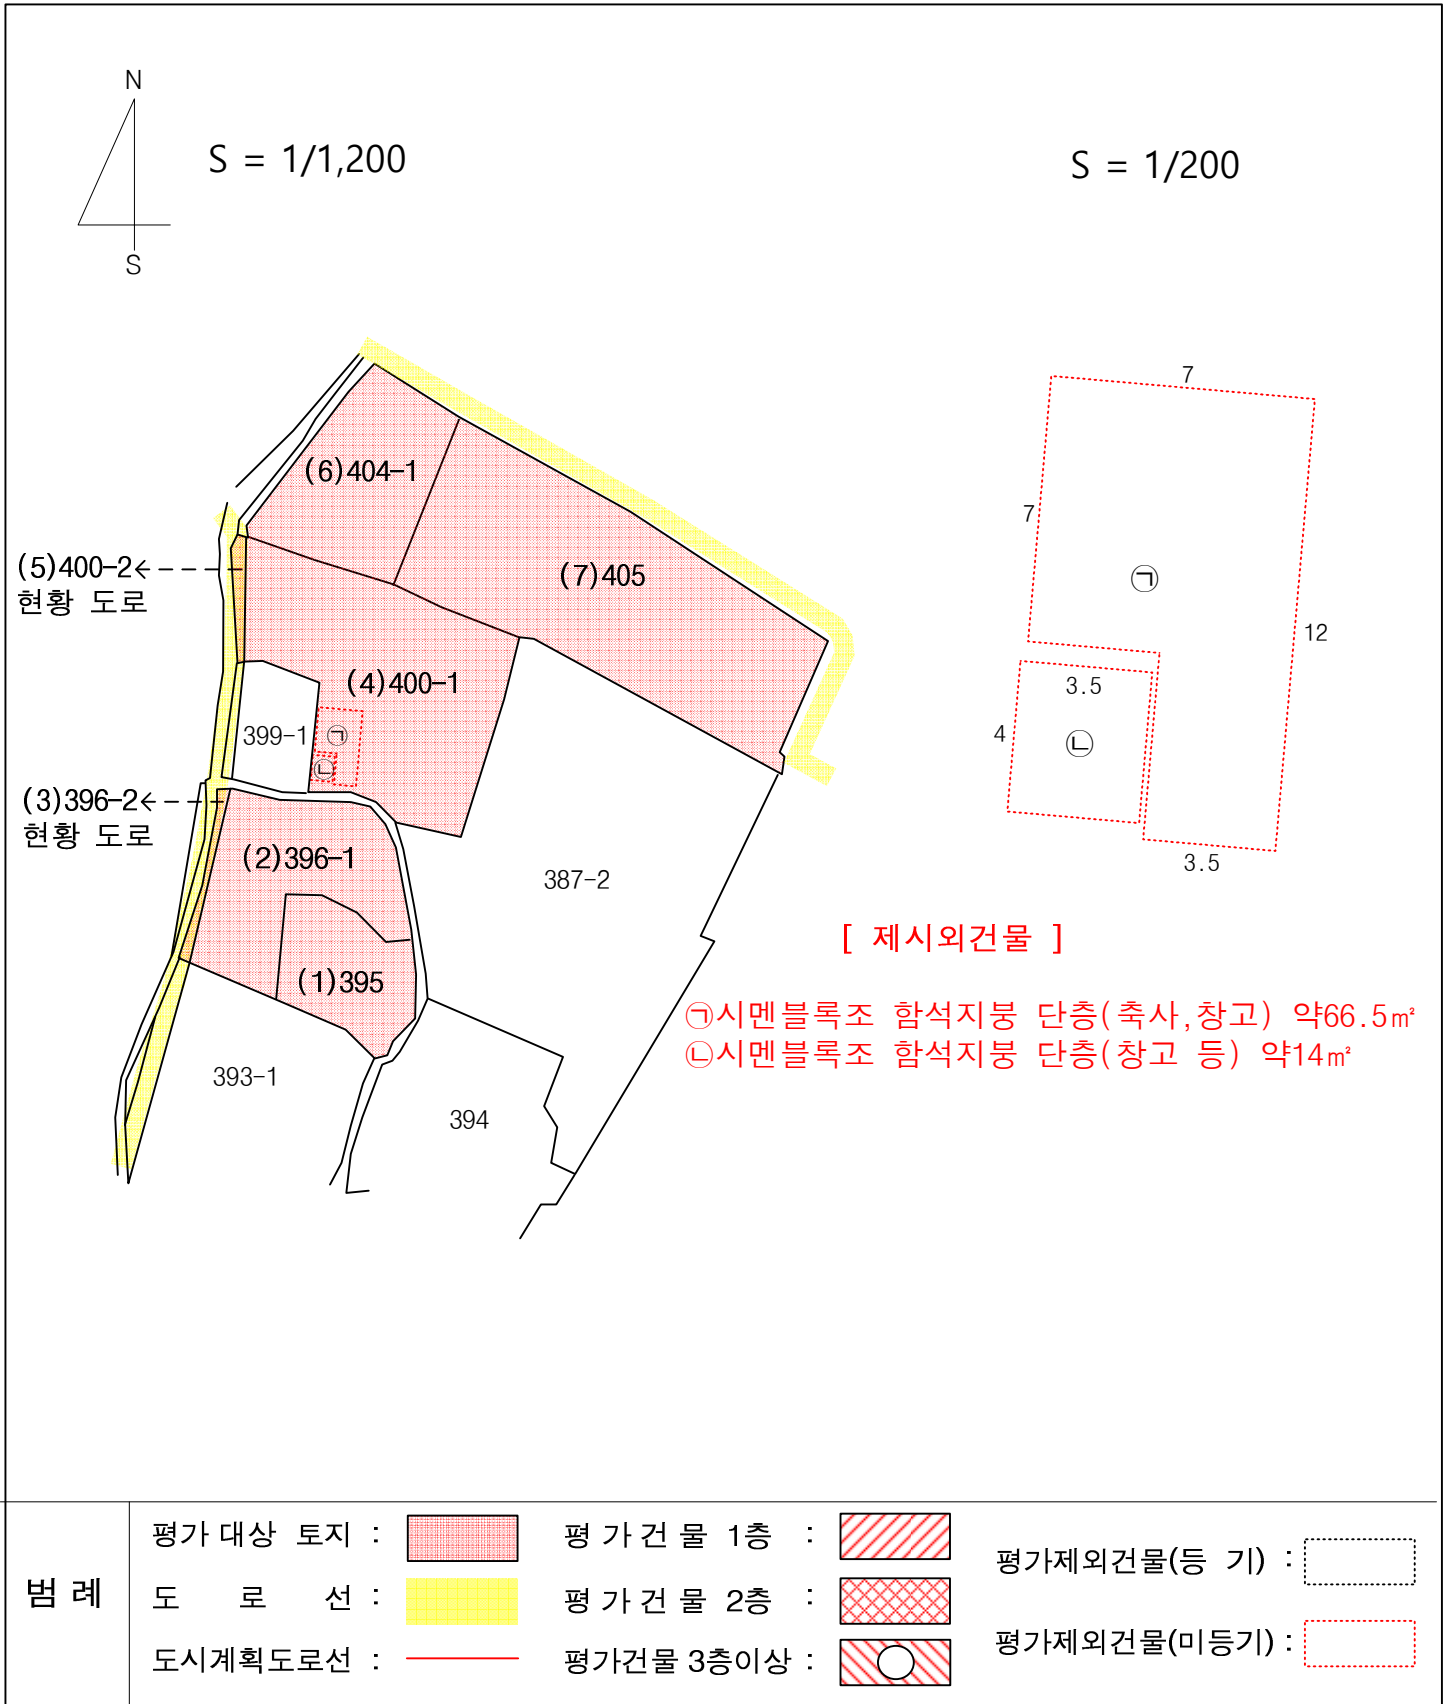 N
S = 1/1,200
S = 1/200
S
7
(6)404-1
7
(5)400-2
현황 도로
(7)405
㉠
12
(4)400-1
3.5
399-1
㉠
4
㉡
㉡
(3)396-2
현황 도로
(2)396-1
3.5
387-2
[ 제시외건물 ]
(1)395
㉠시멘블록조 함석지붕 단층(축사,창고) 약66.5㎡
㉡시멘블록조 함석지붕 단층(창고 등) 약14㎡
393-1
394
범 례
평가 대상 토지 :
도 로 선 :
도시계획도로선 :
평 가 건 물 1층 :
평 가 건 물 2층 :
평가건물 3층이상 :
평가제외건물(등 기) :
평가제외건물(미등기) :